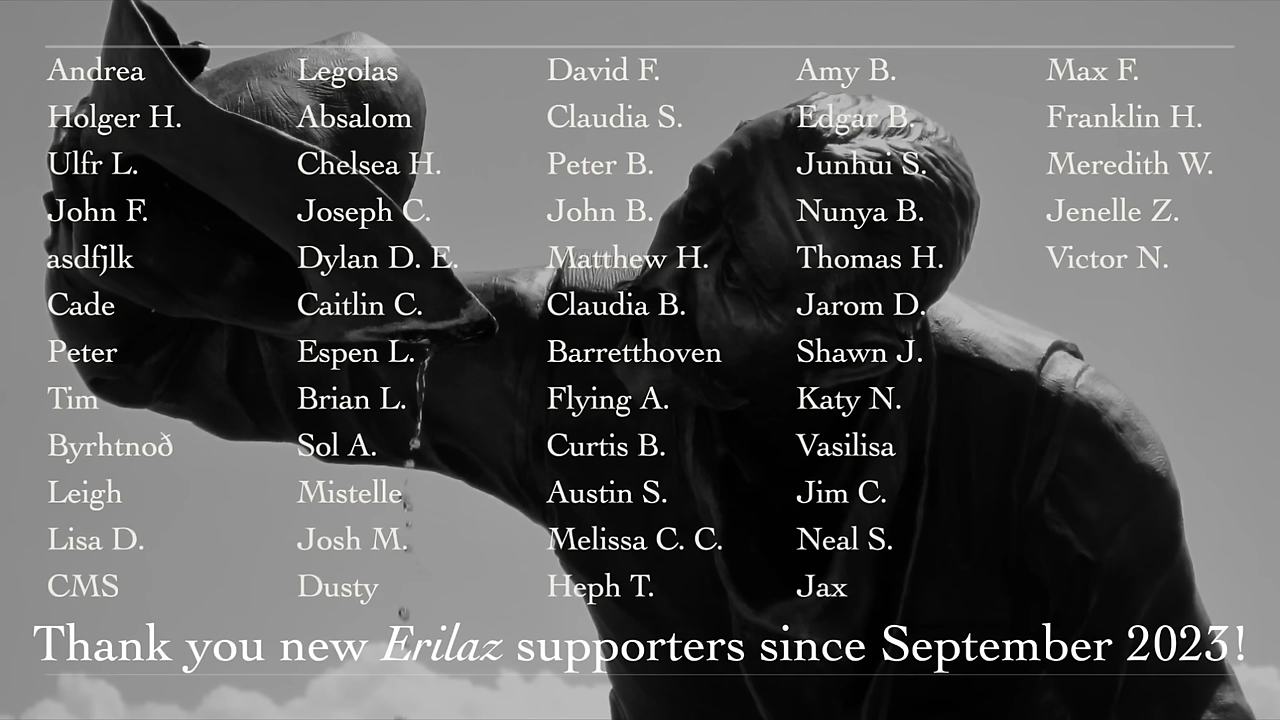 Andrea
Holger H.
Ulfr L.
John F.
asdfjlk
Cade
Peter
Tim
Byrhtnoð
Leigh
Lisa D.
CMS
Legolas
Absalom
Chelsea H.
Joseph C.
Dylan D. E.
Caitlin C.
Espen L.
Brian L.
Sol A.
Mistelle
Josh M.
Dusty
David F.
Claudia S.
Peter B.
John B.
Matthew H.
Claudia B.
Barretthoven
Flying A.
Curtis B.
Austin S.
Melissa C. C.
Heph T.
Amy B.
Edgar B.
Junhui S.
Nunya B.
Thomas H.
Jarom D.
Shawn J.
Katy N.
Vasilisa
Jim C.
Neal S.
Jax
Max F.
Franklin H.
Meredith W.
Jenelle Z.
Victor N.
Thank you new Erilaz supporters since September 2023!